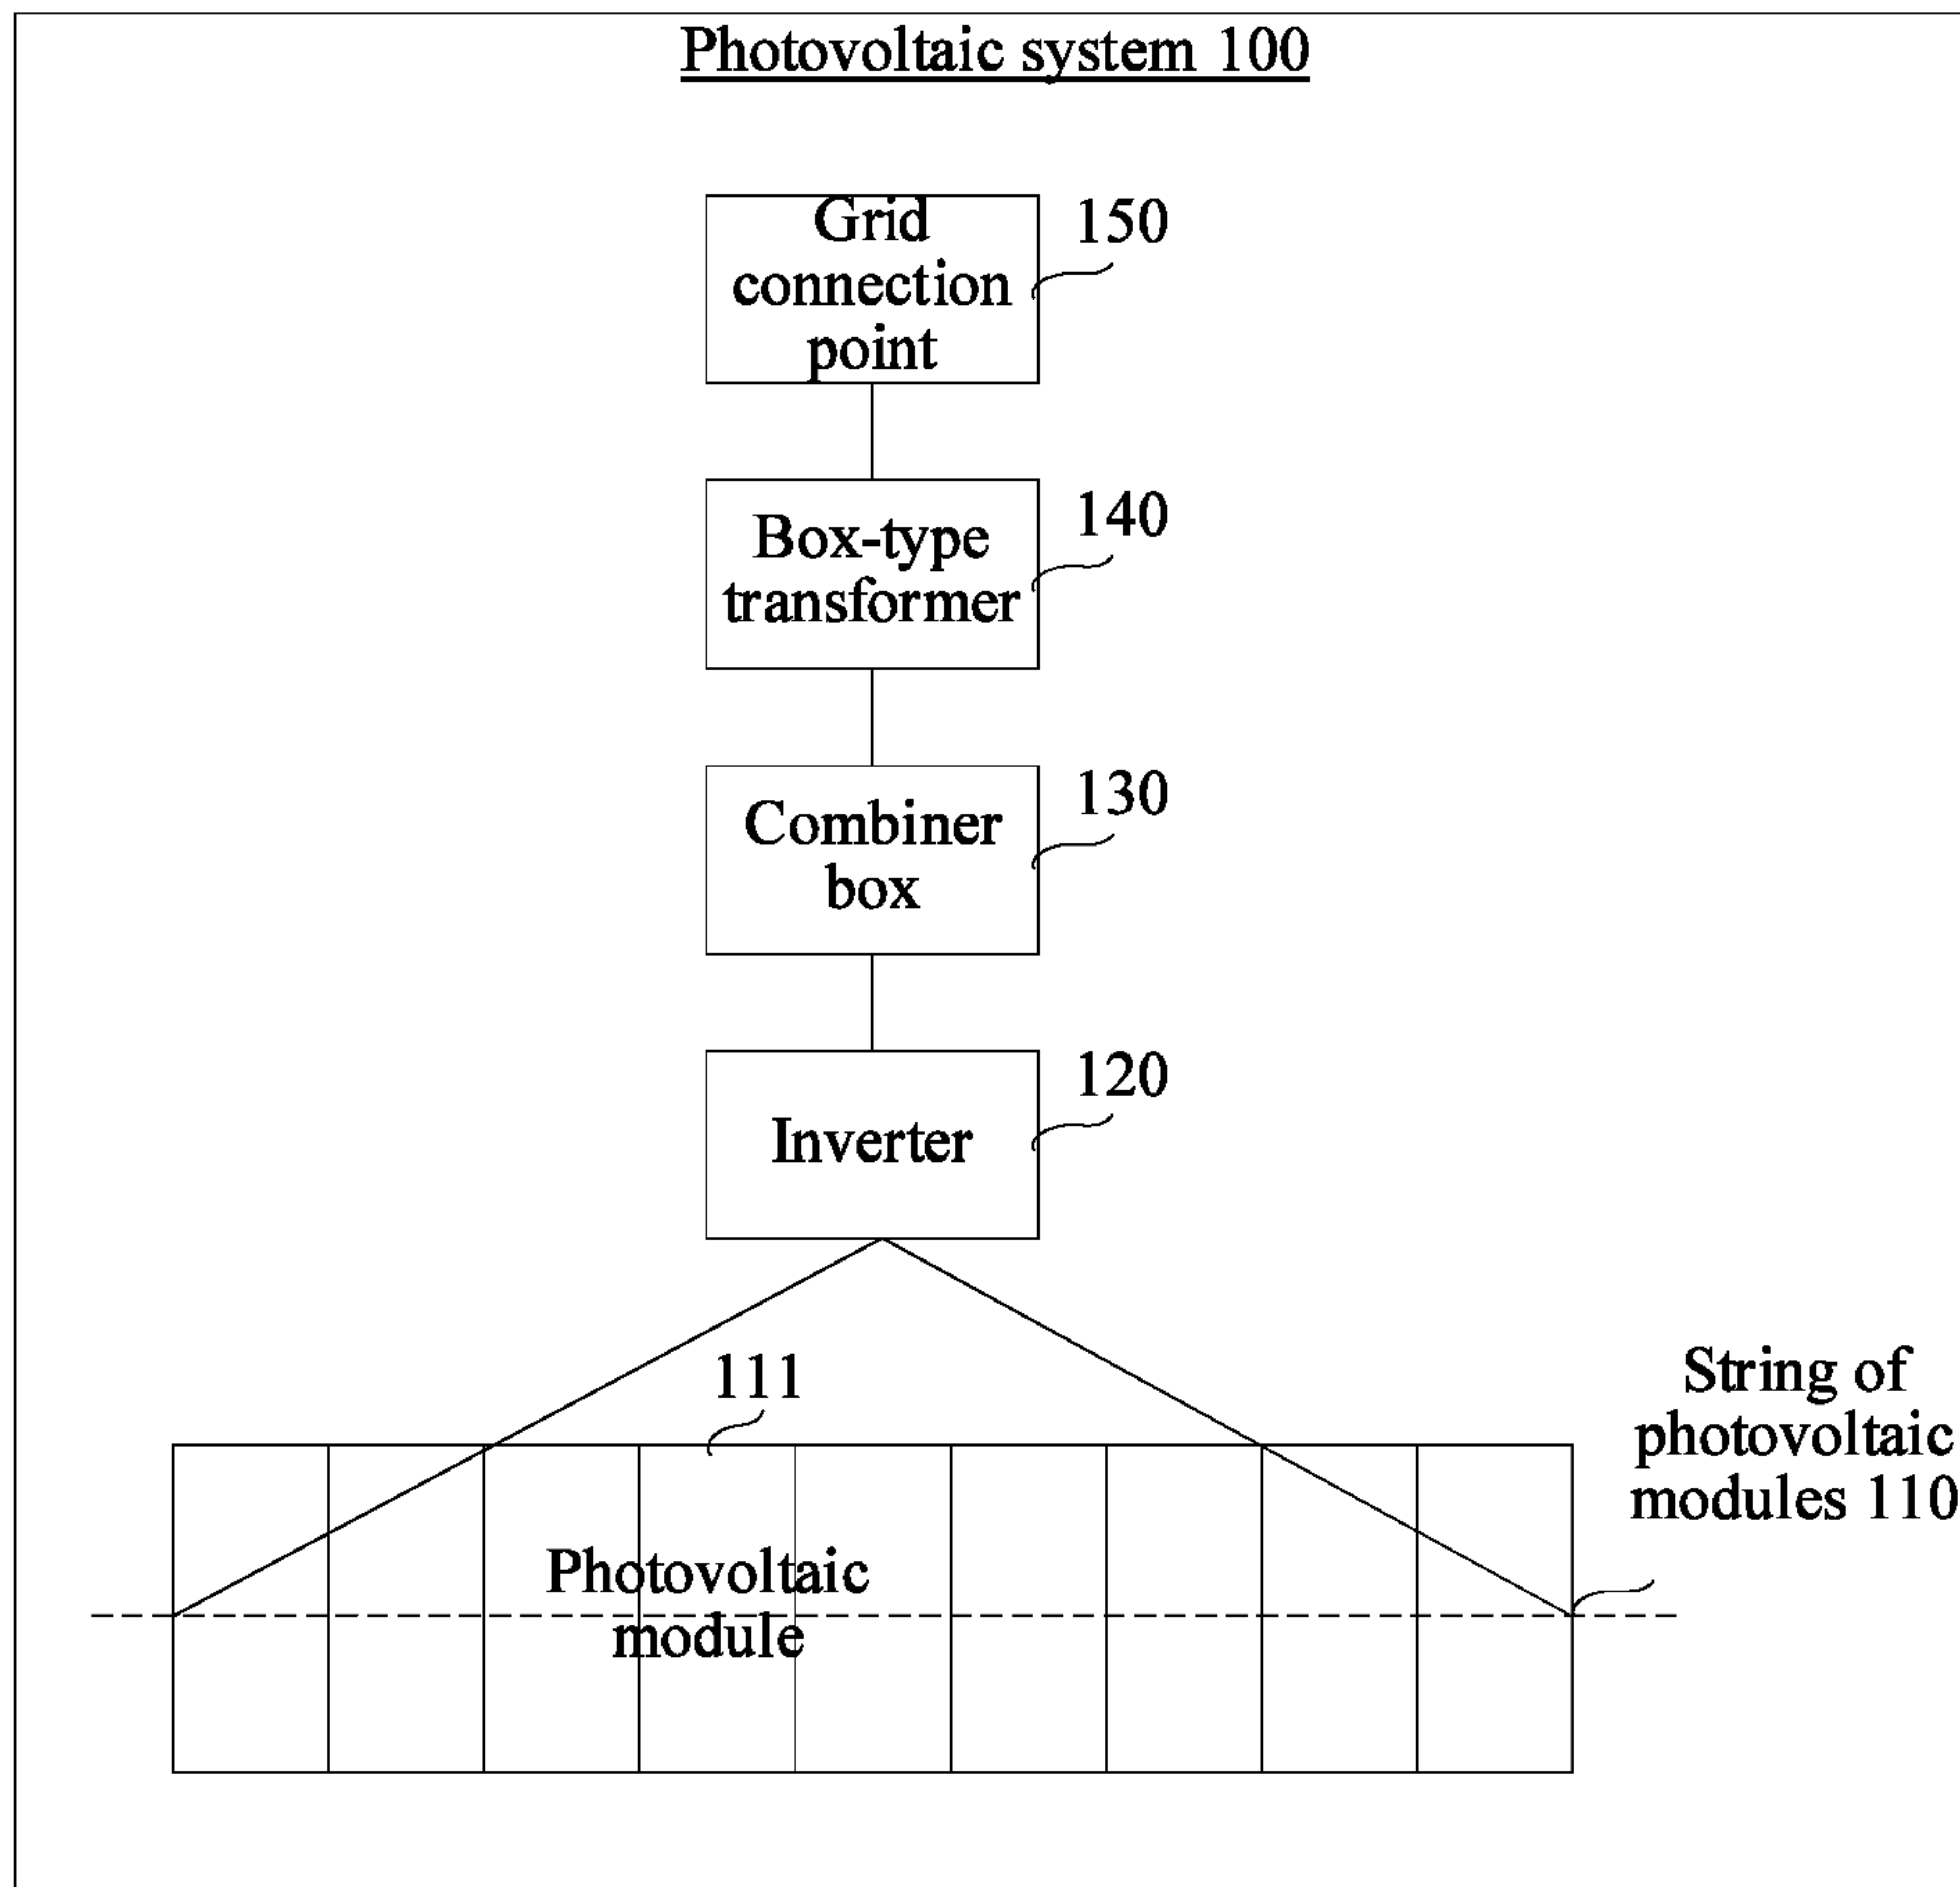 Photovoltaic system 100
Grid
connection
point
150
Box-type
transformer
140
Combiner
box
130
Inverter
120
111
String of
photovoltaic
modules 110
Photovoltaic
module